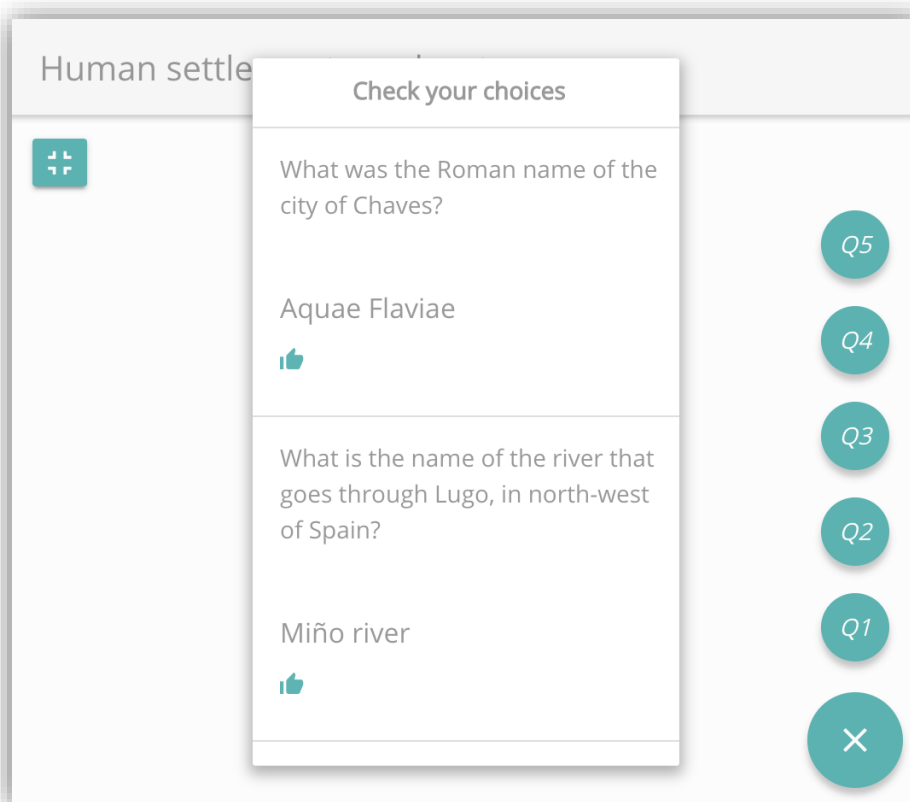 Human settle
Check your choices
What was the Roman name of the
city of Chaves?
Aquae Flaviae
What is the name of the river that
goes through Lugo, in north-west
of Spain?
Miño river
Q5
Q4
Q3
Q2
Q1